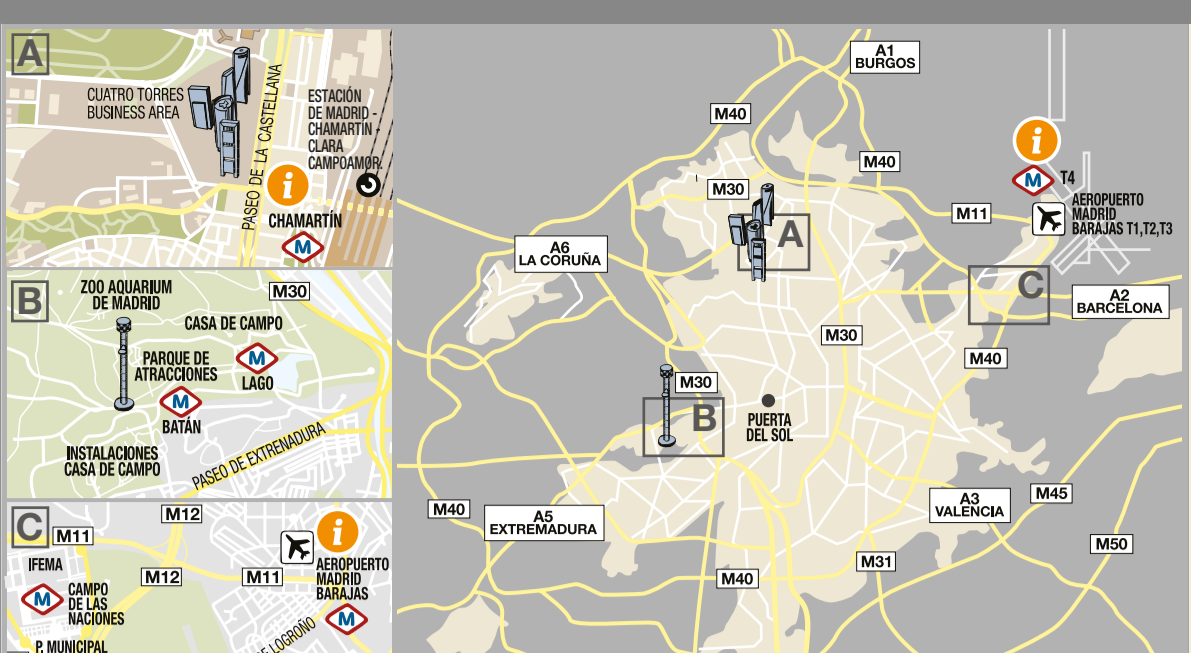 A
CUATRO TORRES
BUSINESS AREA
PASEO DE LA CASTELLANA
ESTACIÓN
DE MADRID -
CHAMARTÍN -
CLARA
CAMPOAMOR
i
CHAMARTÍN
M
B
ZOO AQUARIUM
DE MADRID
M30
CASA DE CAMPO
PARQUE DE
ATRACCIONES
M
LAGO
M
BATÁN
INSTALACIONES
CASA DE CAMPO
PASEO DE EXTRENADURA
C
M11
M12
IFEMA
M12
M11
i
AEROPUERTO
MADRID
BARAJAS
M
CAMPO
DE LAS
NACIONES
M
DE LOGROÑO
P. MUNICIPAL
A1
BURGOS
M40
M40
i
M
T4
M30
M11
AEROPUERTO
MADRID
BARAJAS T1,T2,T3
A
A6
LA CORUÑA
C
A2
BARCELONA
M30
M40
M30
B
PUERTA
DEL SOL
M40
A5
EXTREMADURA
A3
VALENCIA
M45
M50
M31
M40